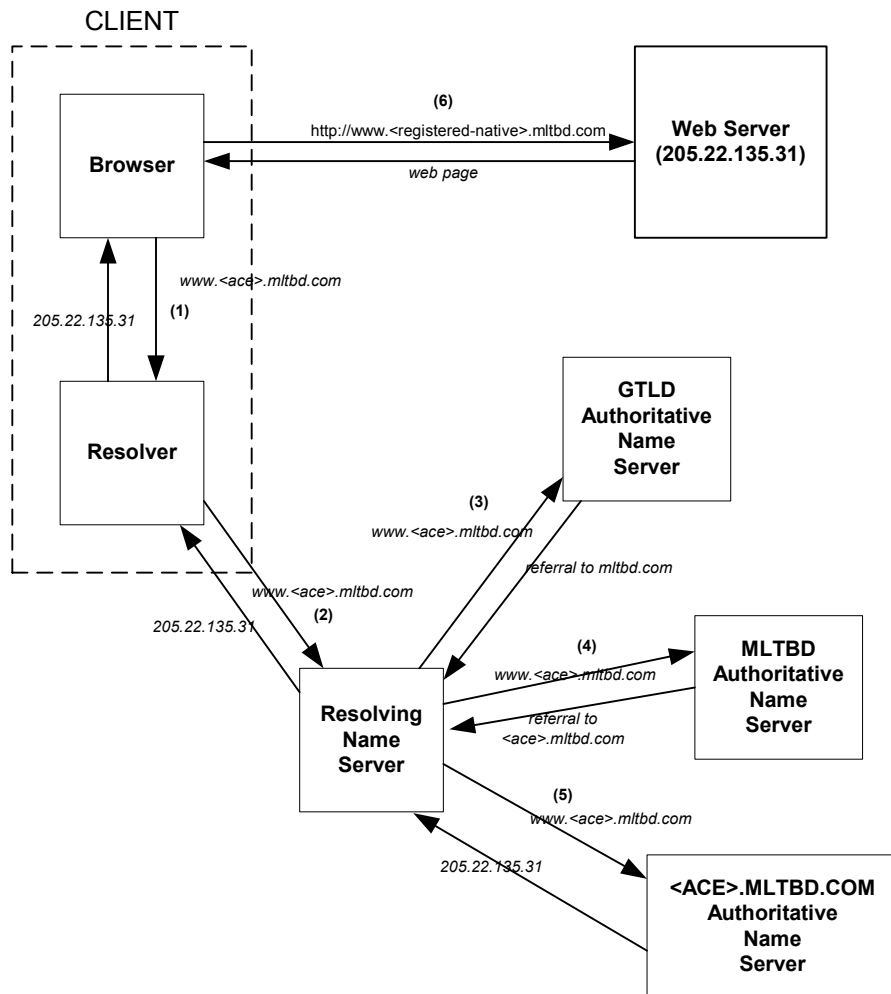 CLIENT
(6)
http://www.<registered-native>.mltbd.com
web page
Browser
Web Server
(205.22.135.31)
www.<ace>.mltbd.com
205.22.135.31
(1)
Resolver
GTLD
Authoritative
Name
Server
(3)
www.<ace>.mltbd.com
referral to mltbd.com
www.<ace>.mltbd.com
(2)
205.22.135.31
(4)
www.<ace>.mltbd.com
referral to
<ace>.mltbd.com
MLTBD
Authoritative
Name
Server
Resolving
Name
Server
(5)
www.<ace>.mltbd.com
205.22.135.31
<ACE>.MLTBD.COM
Authoritative
Name
Server